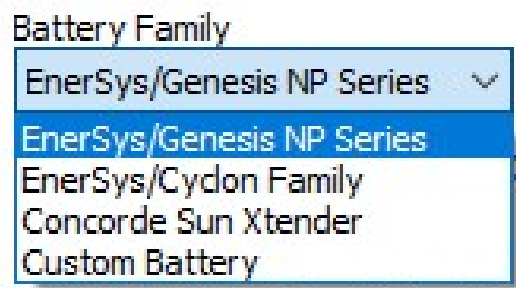 Battery Family
EnerSys/Genesis NP Series
EnerSys/Genesis NP Series
EnerSys/Cyclon Family
Concorde Sun Xtender
Custom Battery